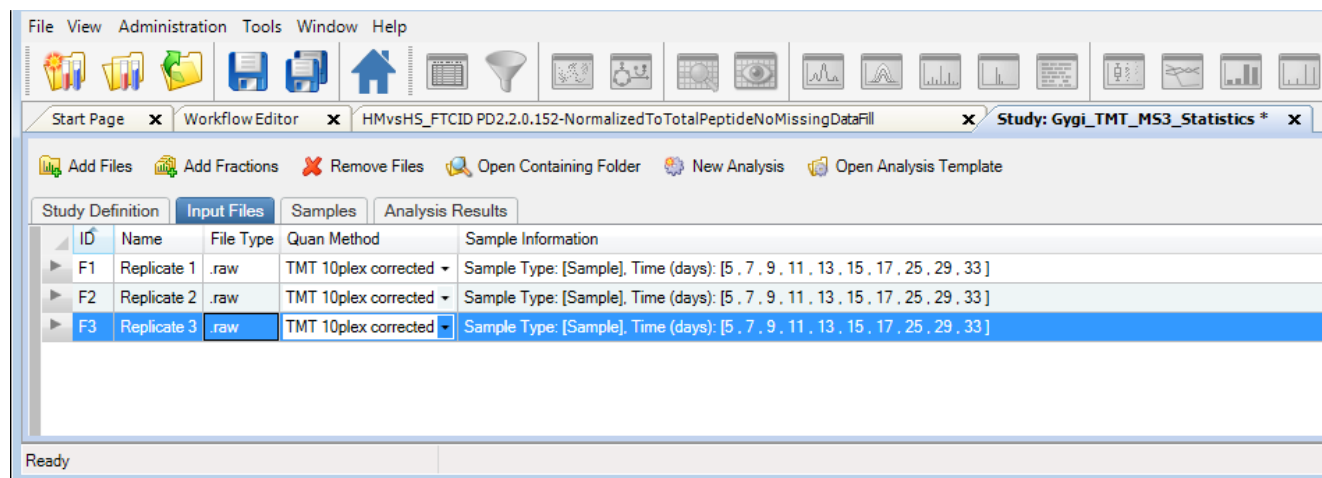 File View Administration Tools Window Help
Start Page Workflow Editor HMvsHS_FTCID PD2.2.0.152-NormalizedToTotalPeptideNoMissingDataFill Study: Gygi_TMT_MS3_Statistics *
Add Files Add Fractions Remove Files Open Containing Folder New Analysis Open Analysis Template
Study Definition Input Files Samples Analysis Results
ID Name File Type Quan Method Sample Information
F1 Replicate 1 .raw TMT 10plex corrected Sample Type: [Sample], Time (days): [5 , 7 , 9 , 11 , 13 , 15 , 17 , 25 , 29 , 33 ]
F2 Replicate 2 .raw TMT 10plex corrected Sample Type: [Sample], Time (days): [5 , 7 , 9 , 11 , 13 , 15 , 17 , 25 , 29 , 33 ]
F3 Replicate 3 .raw TMT 10plex corrected Sample Type: [Sample], Time (days): [5 , 7 , 9 , 11 , 13 , 15 , 17 , 25 , 29 , 33 ]
Ready